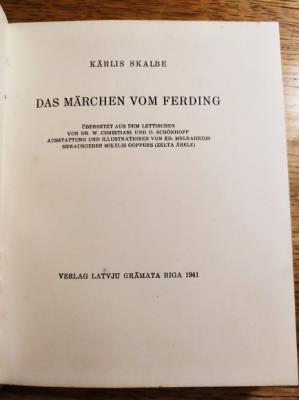 KĀRLIS SKALBE
DAS MÄRCHEN VOM FERDING
ÜBERSETZT AUS DEM LETTISCHEN
VON DR. W. CHRISTIANI UND O. SCHÖNHOFF
AUSSTATTUNG UND ILLUSTRATIONEN VON ED. MELBAHRDIS
HERAUSGEBER MIĶELIS GOPPERS (ZELTA ĀBELE)
VERLAG LATVJU GRĀMATA RIGA 1941